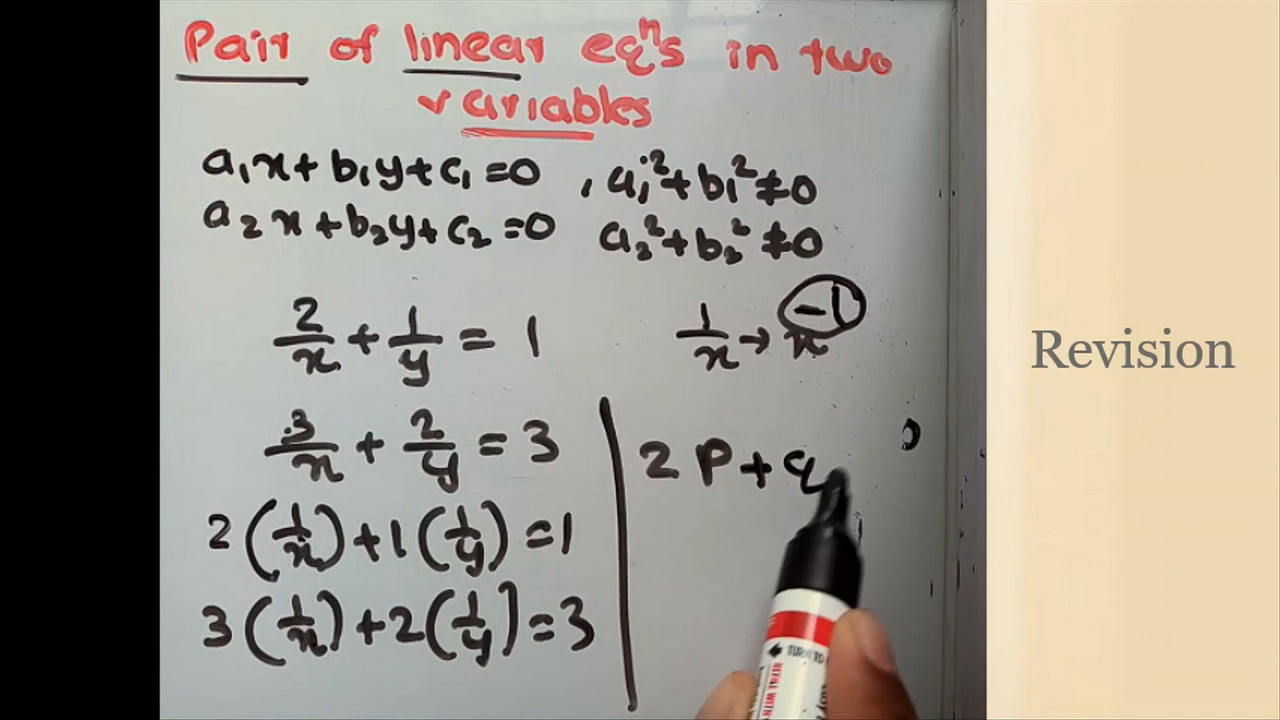 Pair of linear eqⁿs in two
variables
a₁x + b₁y + c₁ = 0 , a₁² + b₁² ≠ 0
a₂x + b₂y + c₂ = 0 a₂² + b₂² ≠ 0
2/x + 1/y = 1
1/x → x⁻¹
3/x + 2/y = 3
2(1/x) + 1(1/y) = 1
3(1/x) + 2(1/y) = 3
2p + q
Revision